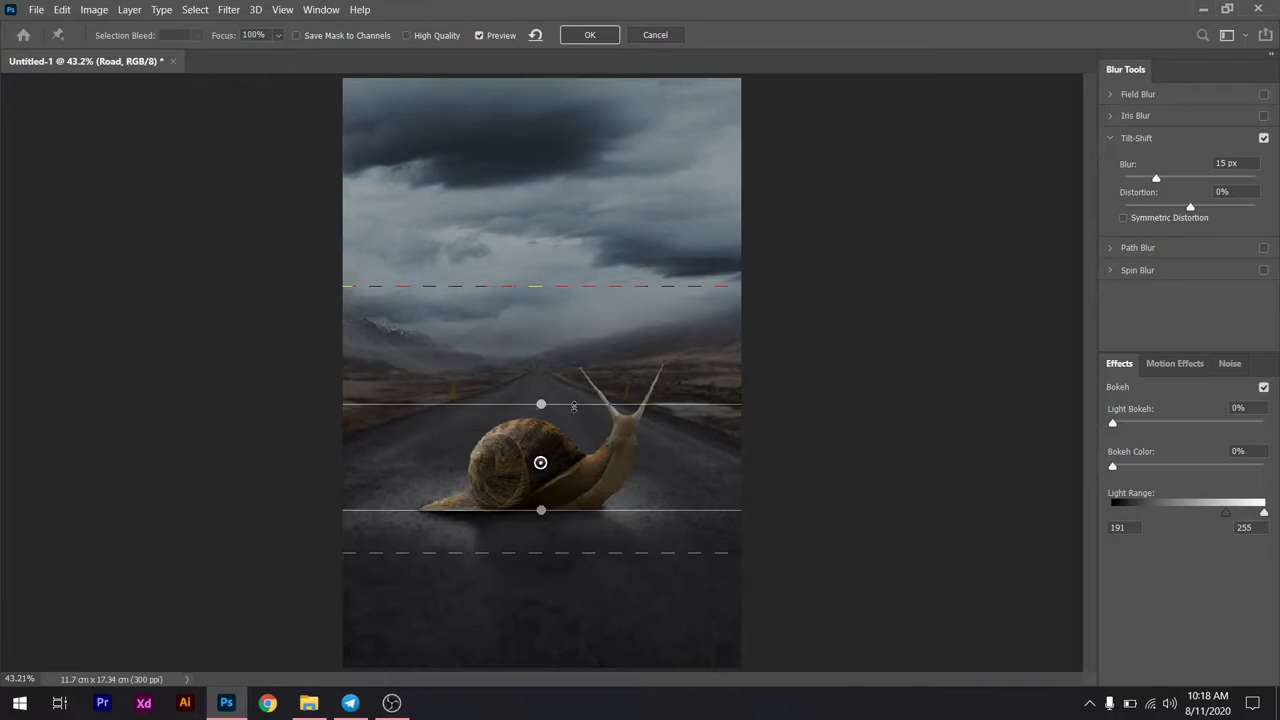 Ps File Edit Image Layer Type Select Filter 3D View Window Help
Selection Bleed: Focus: 100% Save Mask to Channels High Quality Preview OK Cancel
Untitled-1 @ 43.2% (Road, RGB/8) *
Blur Tools
Field Blur
Iris Blur
Tilt-Shift
Blur: 15 px
Distortion: 0%
Symmetric Distortion
Path Blur
Spin Blur
Effects Motion Effects Noise
Bokeh
Light Bokeh: 0%
Bokeh Color: 0%
Light Range:
191 255
43.21% 11.7 cm x 17.34 cm (300 ppi)
Pr Xd Ai Ps
10:18 AM
8/11/2020